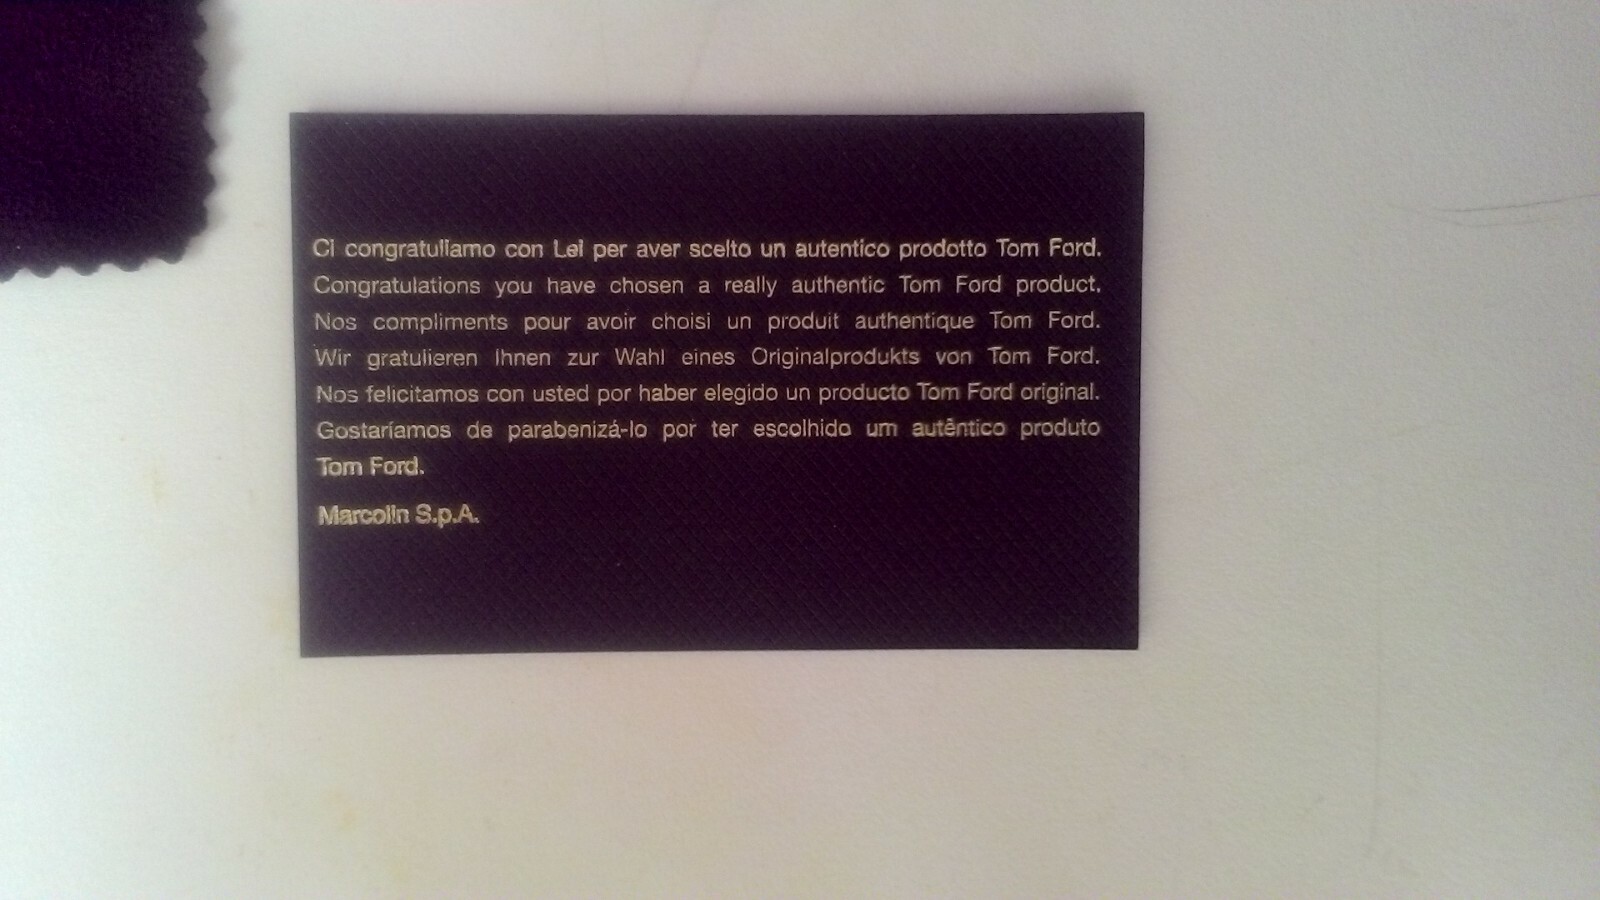 Ci congratuliamo con Lei per aver scelto un autentico prodotto Tom Ford.
Congratulations you have chosen a really authentic Tom Ford product.
Nos compliments pour avoir choisi un produit authentique Tom Ford.
Wir gratulieren Ihnen zur Wahl eines Originalprodukts von Tom Ford.
Nos felicitamos con usted por haber elegido un producto Tom Ford original.
Gostaríamos de parabenizá-lo por ter escolhido um autêntico produto
Tom Ford.
Marcolin S.p.A.